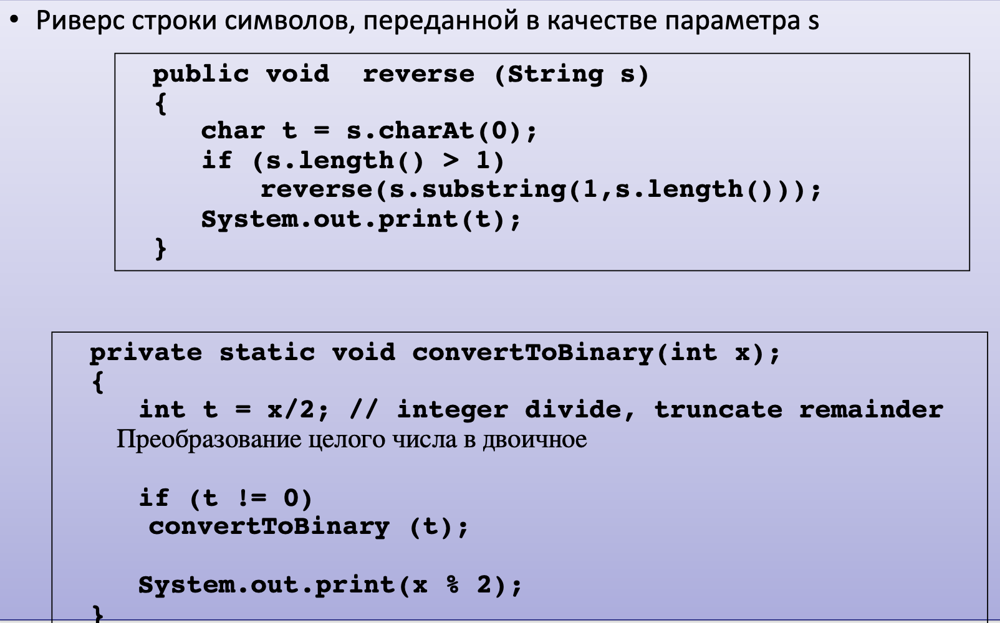 • Риверс строки символов, переданной в качестве параметра s
public void  reverse (String s)
{
char t = s.charAt(0);
if (s.length() > 1)
reverse(s.substring(1,s.length()));
System.out.print(t);
}
private static void convertToBinary(int x);
{
int t = x/2; // integer divide, truncate remainder
Преобразование целого числа в двоичное
if (t != 0)
convertToBinary (t);
System.out.print(x % 2);
}